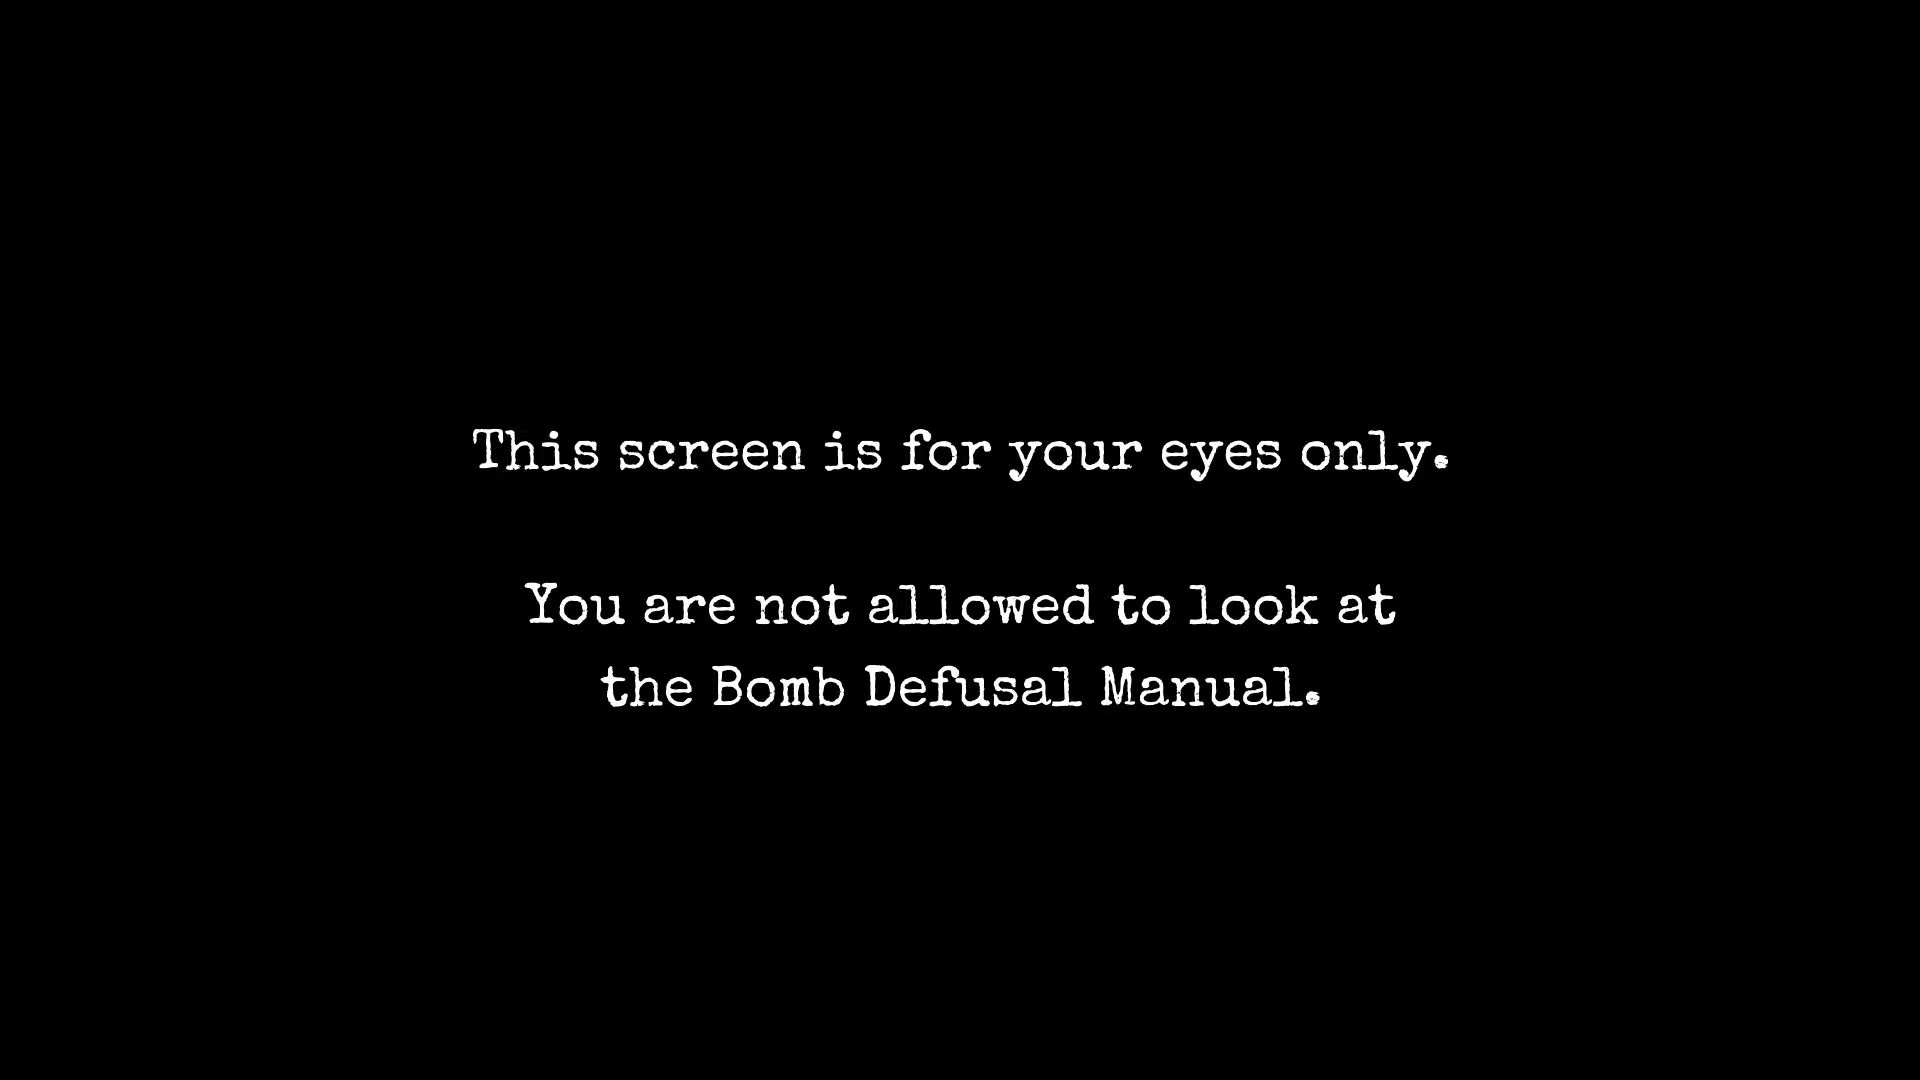 This screen is for your eyes only.
You are not allowed to look at
the Bomb Defusal Manual.